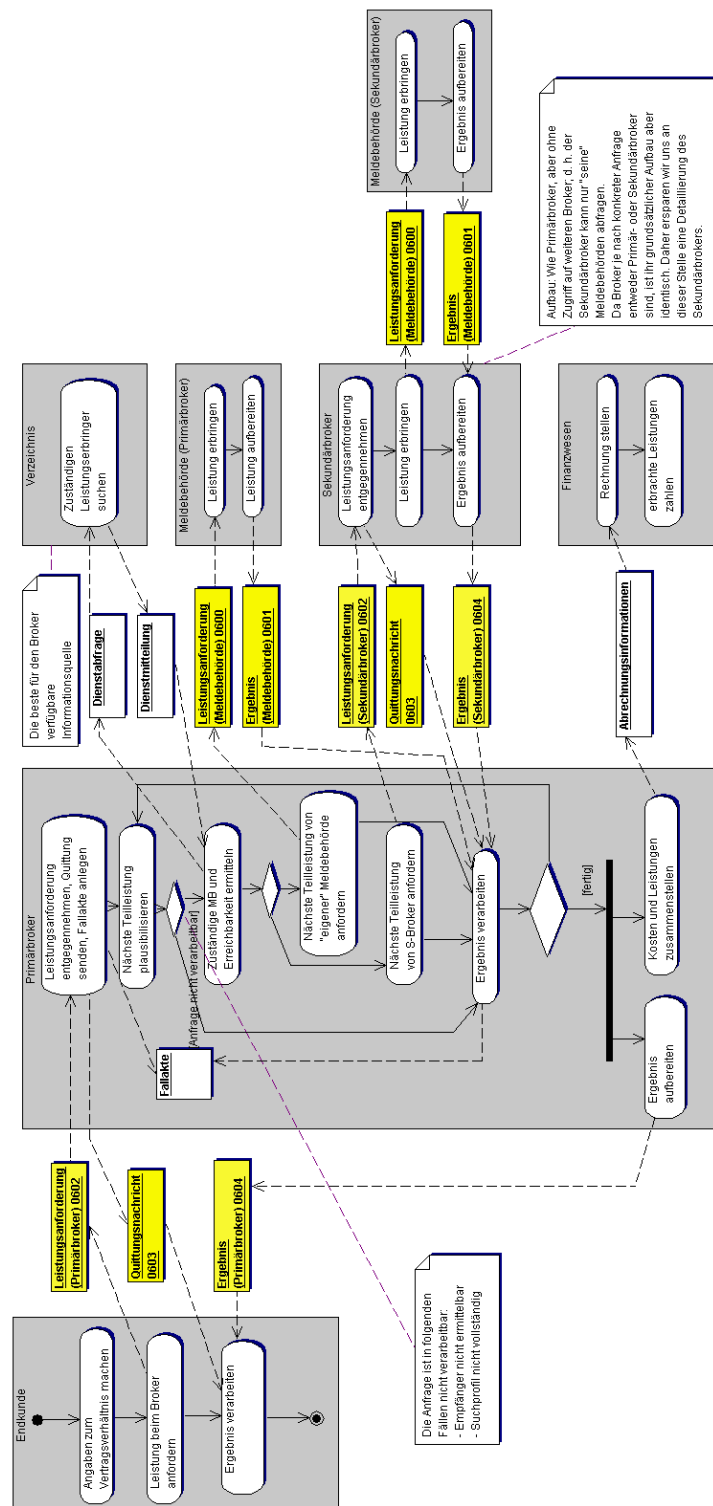 Endkunde
Angaben zum
Vertragsverhältnis machen
Leistung beim Broker
anfordern
Ergebnis verarbeiten
Leistungsanforderung
(Primärbroker) 0602
Quittungsnachricht
0603
Ergebnis
(Primärbroker) 0604
Die Anfrage ist in folgenden
Fällen nicht verarbeitbar:
- Empfänger nicht ermittelbar
- Suchprofil nicht vollständig
Primärbroker
Leistungsanforderung
entgegennehmen, Quittung
senden, Fallakte anlegen
Nächste Teilleistung
plausibilisieren
[Anfrage nicht verarbeitbar]
Fallakte
Zuständige MB und
Erreichbarkeit ermitteln
Nächste Teilleistung von
"eigener" Meldebehörde
anfordern
Nächste Teilleistung
von S-Broker anfordern
Ergebnis verarbeiten
[fertig]
Ergebnis
aufbereiten
Kosten und Leistungen
zusammenstellen
Die beste für den Broker
verfügbare
Informationsquelle
Dienstabfrage
Dienstmitteilung
Leistungsanforderung
(Meldebehörde) 0600
Ergebnis
(Meldebehörde) 0601
Leistungsanforderung
(Sekundärbroker) 0602
Quittungsnachricht
0603
Ergebnis
(Sekundärbroker) 0604
Abrechnungsinformationen
Verzeichnis
Zuständigen
Leistungserbringer
suchen
Meldebehörde (Primärbroker)
Leistung erbringen
Leistung aufbereiten
Sekundärbroker
Leistungsanforderung
entgegennehmen
Leistung erbringen
Ergebnis aufbereiten
Finanzwesen
Rechnung stellen
erbrachte Leistungen
zahlen
Leistungsanforderung
(Meldebehörde) 0600
Ergebnis
(Meldebehörde) 0601
Meldebehörde (Sekundärbroker)
Leistung erbringen
Ergebnis aufbereiten
Aufbau: Wie Primärbroker, aber ohne
Zugriff auf weiteren Broker, d. h. der
Sekundärbroker kann nur "seine"
Meldebehörden abfragen.
Da Broker je nach konkreter Anfrage
entweder Primär- oder Sekundärbroker
sind, ist ihr grundsätzlicher Aufbau aber
identisch. Daher ersparen wir uns an
dieser Stelle eine Detaillierung des
Sekundärbrokers.